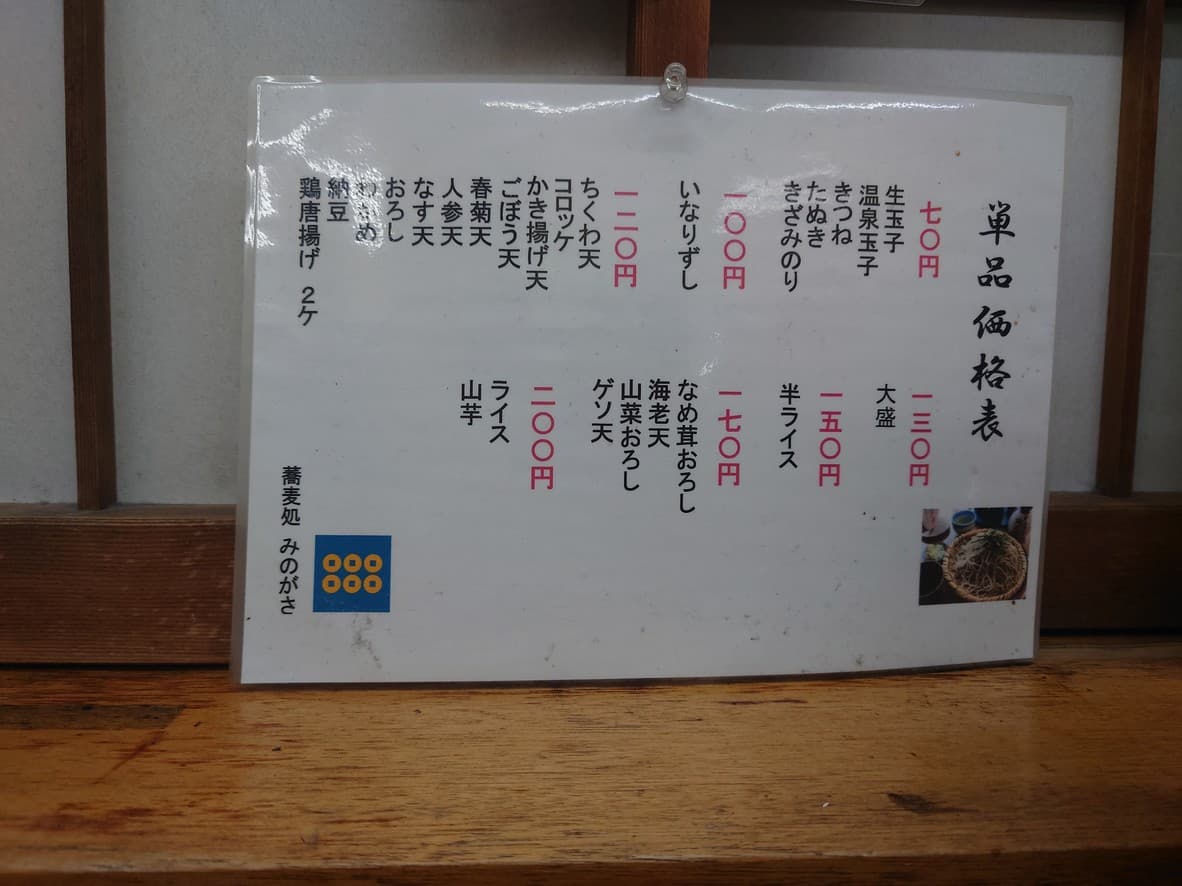 単品価格表
七〇円
生玉子
温泉玉子
きつね
たぬき
きざみのり
一〇〇円
いなりずし
一二〇円
ちくわ天
コロッケ
かき揚げ天
ごぼう天
春菊天
人参天
なす天
おろし
わかめ
納豆
鶏唐揚げ 2ケ
一三〇円
大盛
一五〇円
半ライス
一七〇円
なめ茸おろし
海老天
山菜おろし
ゲソ天
二〇〇円
ライス
山芋
蕎麦処 みのがさ